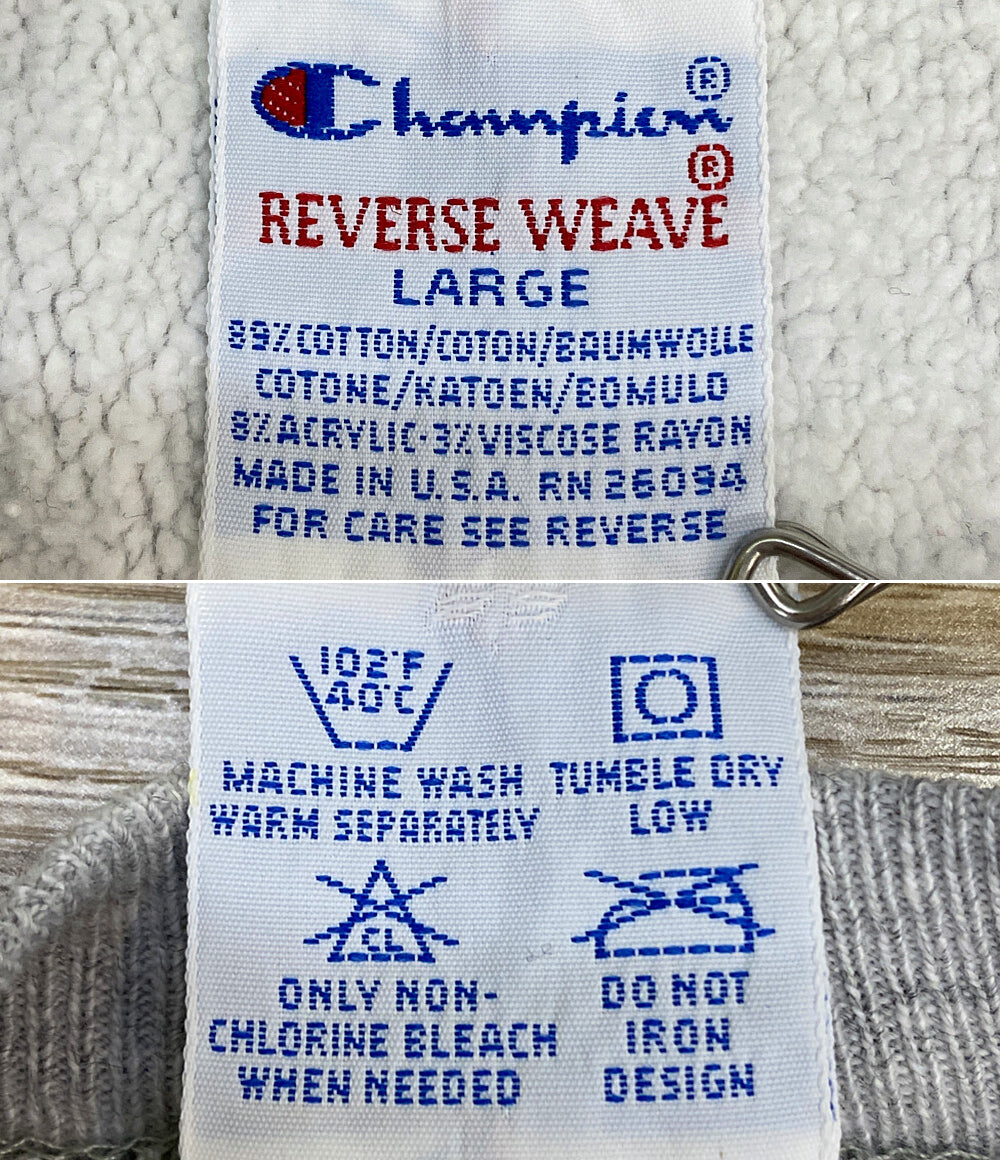 Champion®
®
REVERSE WEAVE
LARGE
89% COTTON/COTON/BAUMWOLLE
COTONE/KATOEN/BOMULD
8% ACRYLIC-3% VISCOSE RAYON
MADE IN U.S.A. RN 26094
FOR CARE SEE REVERSE
102°F
40°C
MACHINE WASH
WARM SEPARATELY
TUMBLE DRY
LOW
CL
ONLY NON-
CHLORINE BLEACH
WHEN NEEDED
DO NOT
IRON
DESIGN